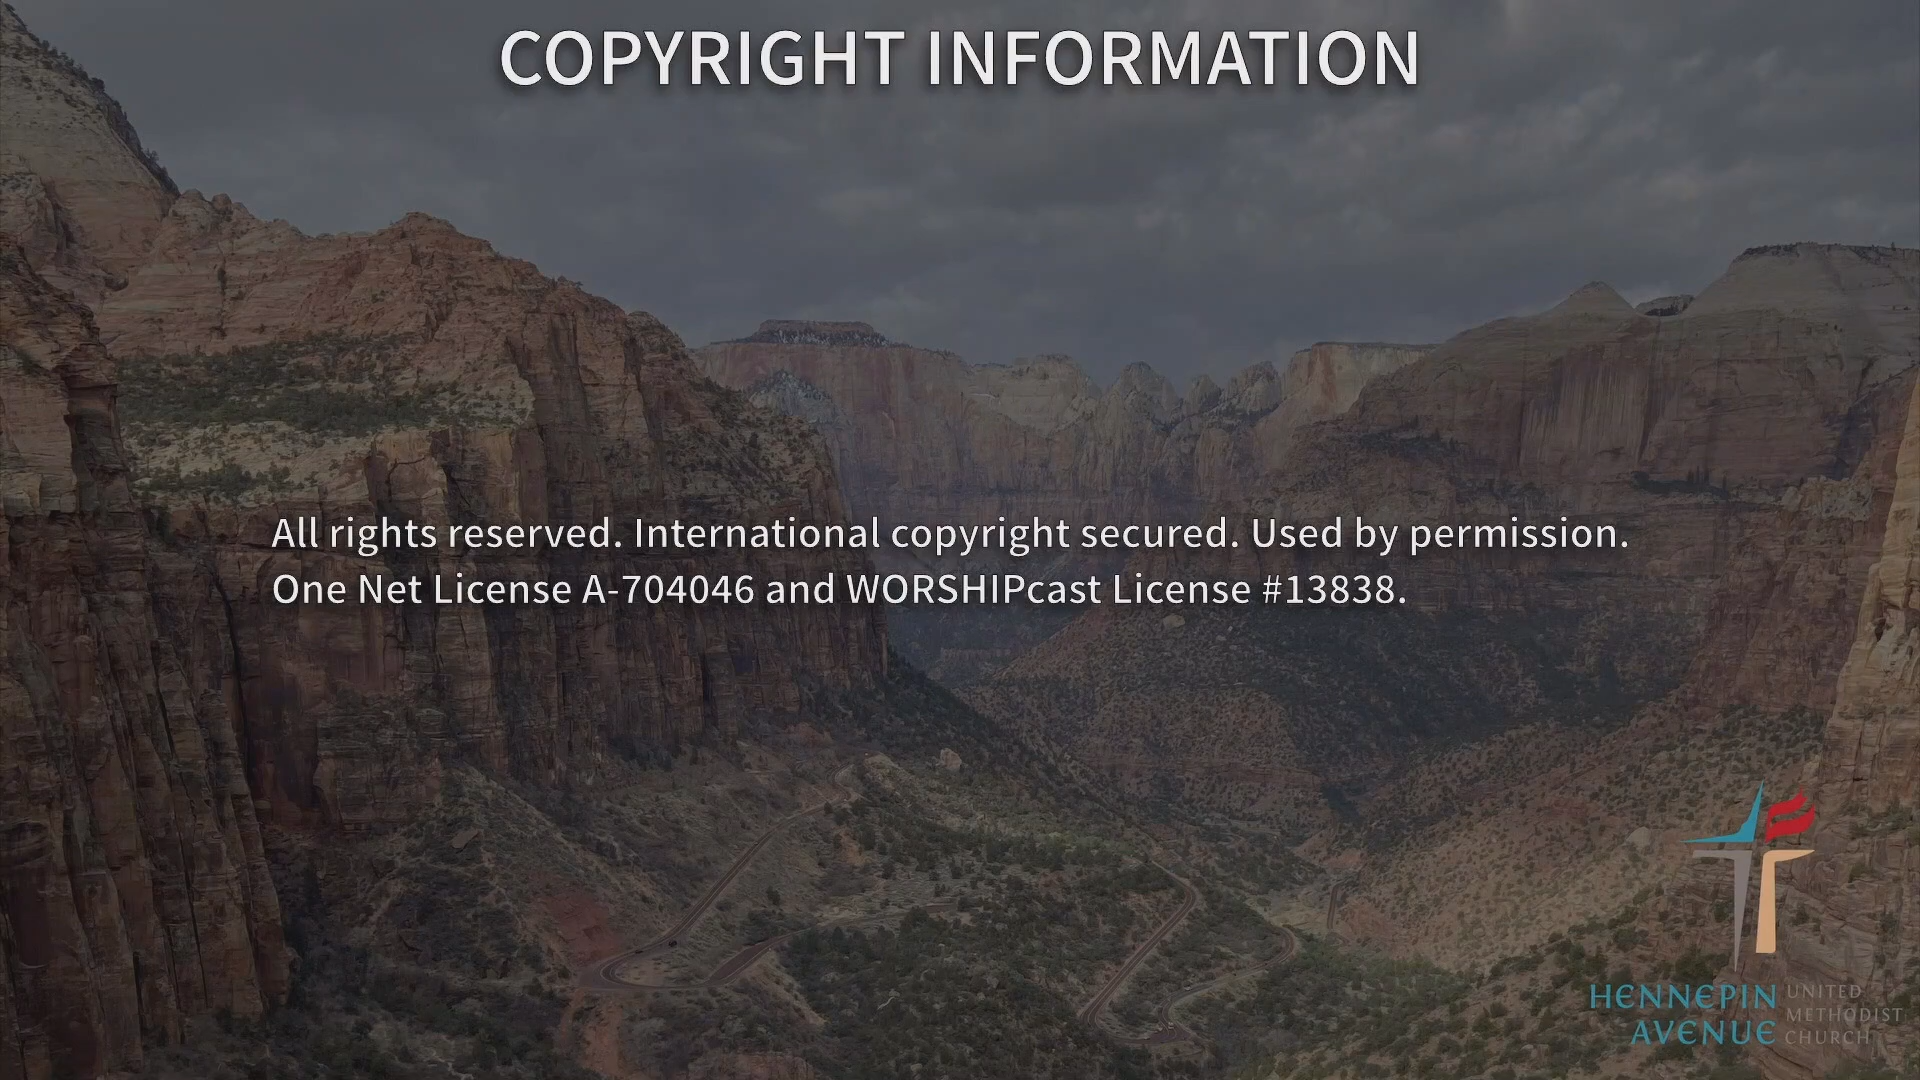 COPYRIGHT INFORMATION
All rights reserved. International copyright secured. Used by permission.
One Net License A-704046 and WORSHIPcast License #13838.
HENNEPIN AVENUE
UNITED METHODIST CHURCH